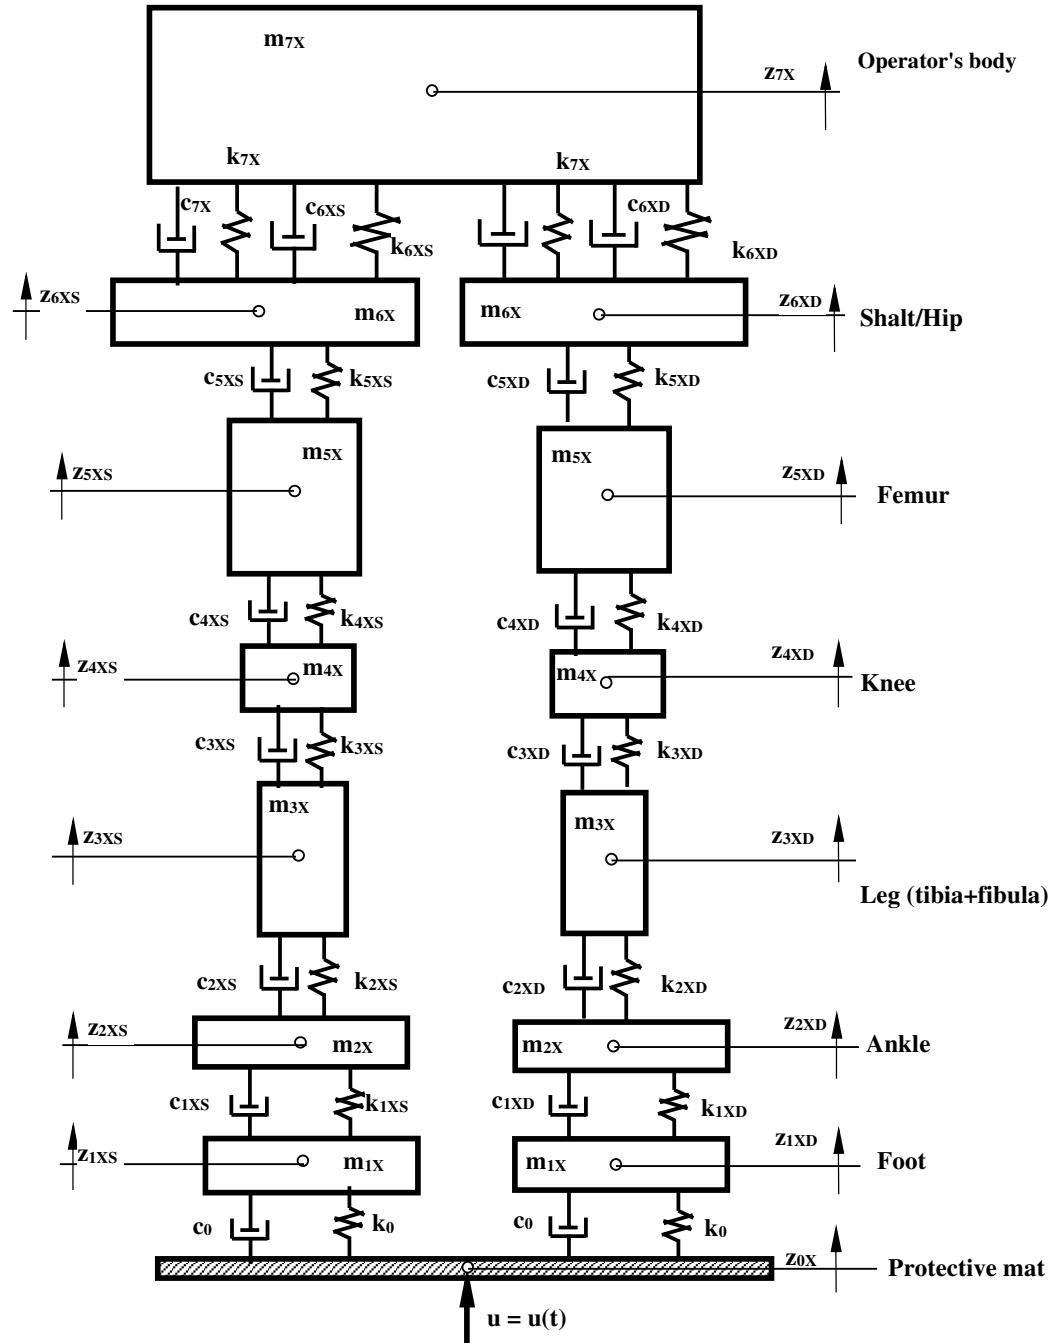 m7X
z7X
Operator's body
k7X
k7X
c7X
c6XS
c6XD
k6XS
k6XD
z6XS
m6X
m6X
z6XD
Shalt/Hip
c5XS
k5XS
c5XD
k5XD
z5XS
m5X
m5X
z5XD
Femur
c4XS
k4XS
c4XD
k4XD
z4XS
m4X
m4X
z4XD
Knee
c3XS
k3XS
c3XD
k3XD
m3X
m3X
z3XS
z3XD
Leg (tibia+fibula)
c2XS
k2XS
c2XD
k2XD
z2XS
m2X
m2X
z2XD
Ankle
c1XS
k1XS
c1XD
k1XD
z1XS
m1X
m1X
z1XD
Foot
c0
k0
c0
k0
z0X
Protective mat
u = u(t)